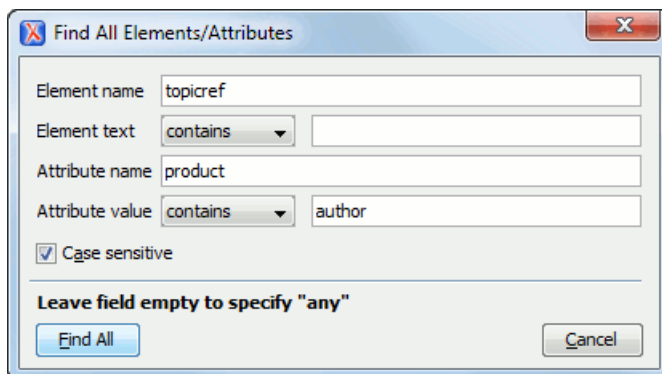 Find All Elements/Attributes
Element name topicref
Element text contains
Attribute name product
Attribute value contains author
Case sensitive
Leave field empty to specify "any"
Find All Cancel